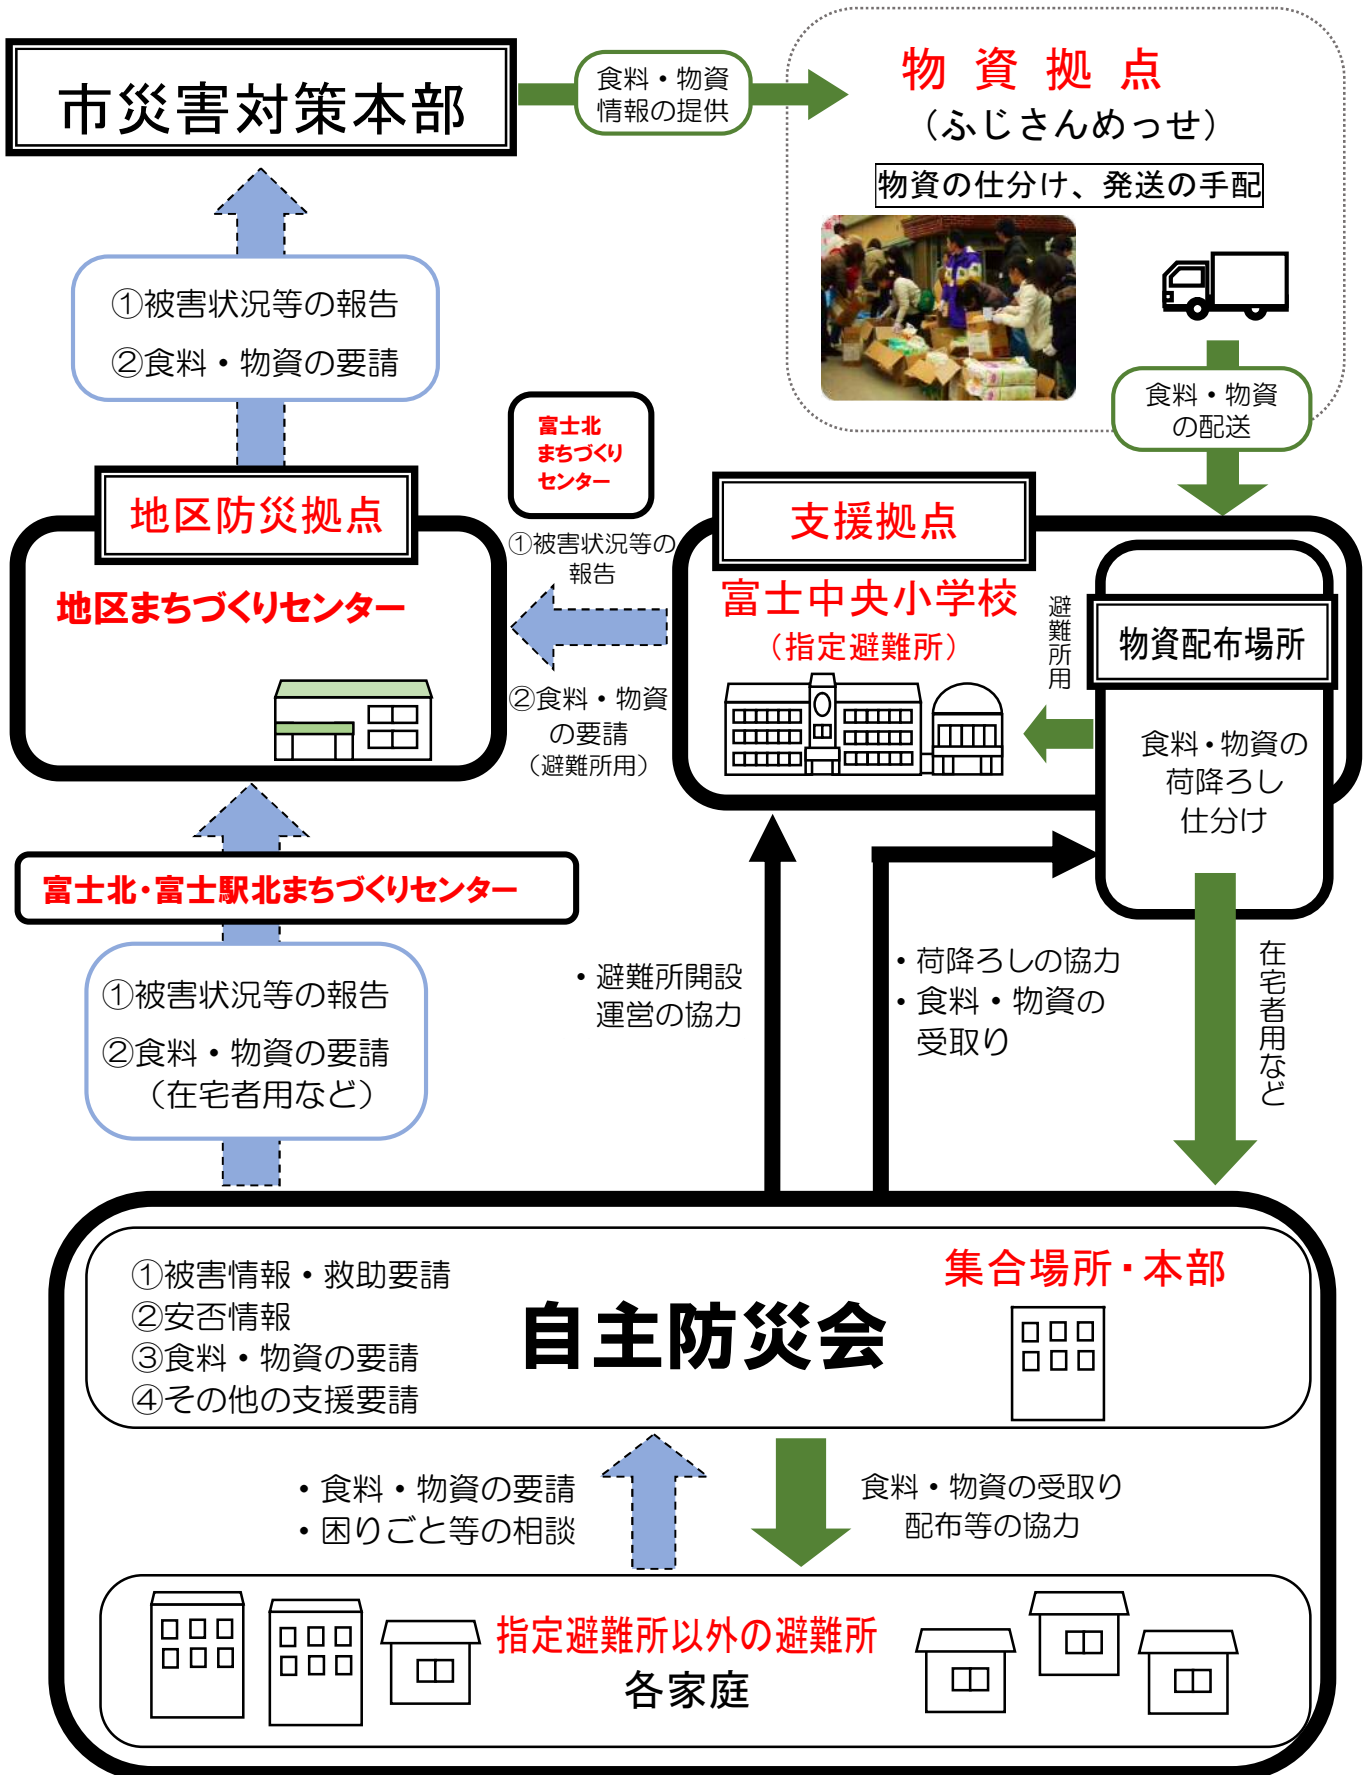 市災害対策本部
食料・物資
情報の提供
物資拠点
（ふじさんめっせ）
物資の仕分け、発送の手配
①被害状況等の報告
②食料・物資の要請
食料・物資
の配送
富士北
まちづくり
センター
地区防災拠点
地区まちづくりセンター
①被害状況等の
報告
②食料・物資
の要請
（避難所用）
支援拠点
富士中央小学校
（指定避難所）
避難所用
物資配布場所
食料・物資の
荷降ろし
仕分け
富士北・富士駅北まちづくりセンター
①被害状況等の報告
②食料・物資の要請
（在宅者用など）
・避難所開設
運営の協力
・荷降ろしの協力
・食料・物資の
受取り
在宅者用など
①被害情報・救助要請
②安否情報
③食料・物資の要請
④その他の支援要請
自主防災会
集合場所・本部
・食料・物資の要請
・困りごと等の相談
食料・物資の受取り
配布等の協力
指定避難所以外の避難所
各家庭